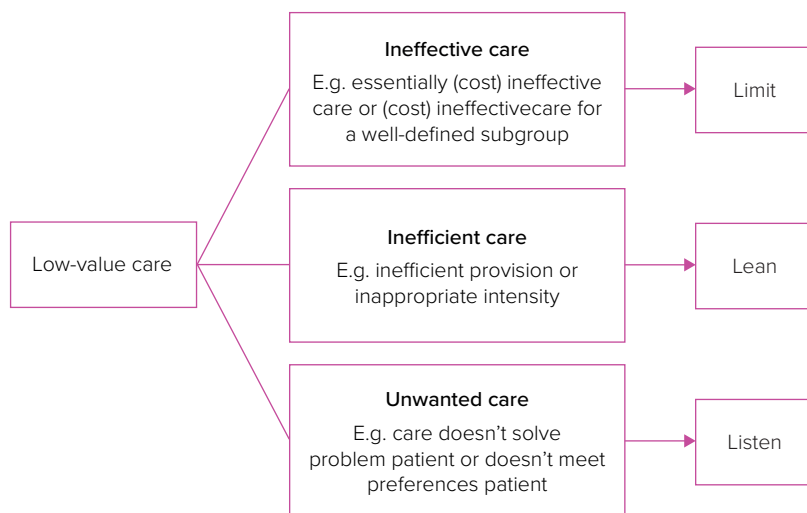 Low-value care
Ineffective care
E.g. essentially (cost) ineffective
care or (cost) ineffectivecare for
a well-defined subgroup
Limit
Inefficient care
E.g. inefficient provision or
inappropriate intensity
Lean
Unwanted care
E.g. care doesn’t solve
problem patient or doesn’t meet
preferences patient
Listen